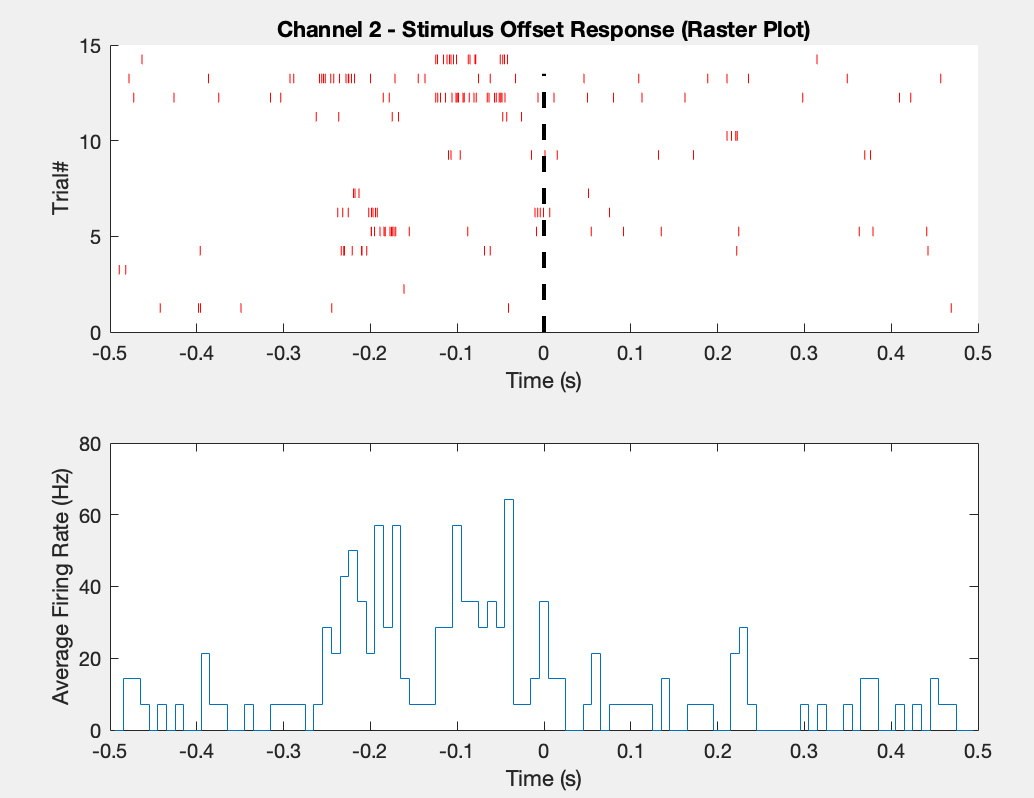 Channel 2 - Stimulus Offset Response (Raster Plot)
15
10
5
0
Trial#
-0.5 -0.4 -0.3 -0.2 -0.1 0 0.1 0.2 0.3 0.4 0.5
Time (s)
80
60
40
20
0
Average Firing Rate (Hz)
-0.5 -0.4 -0.3 -0.2 -0.1 0 0.1 0.2 0.3 0.4 0.5
Time (s)